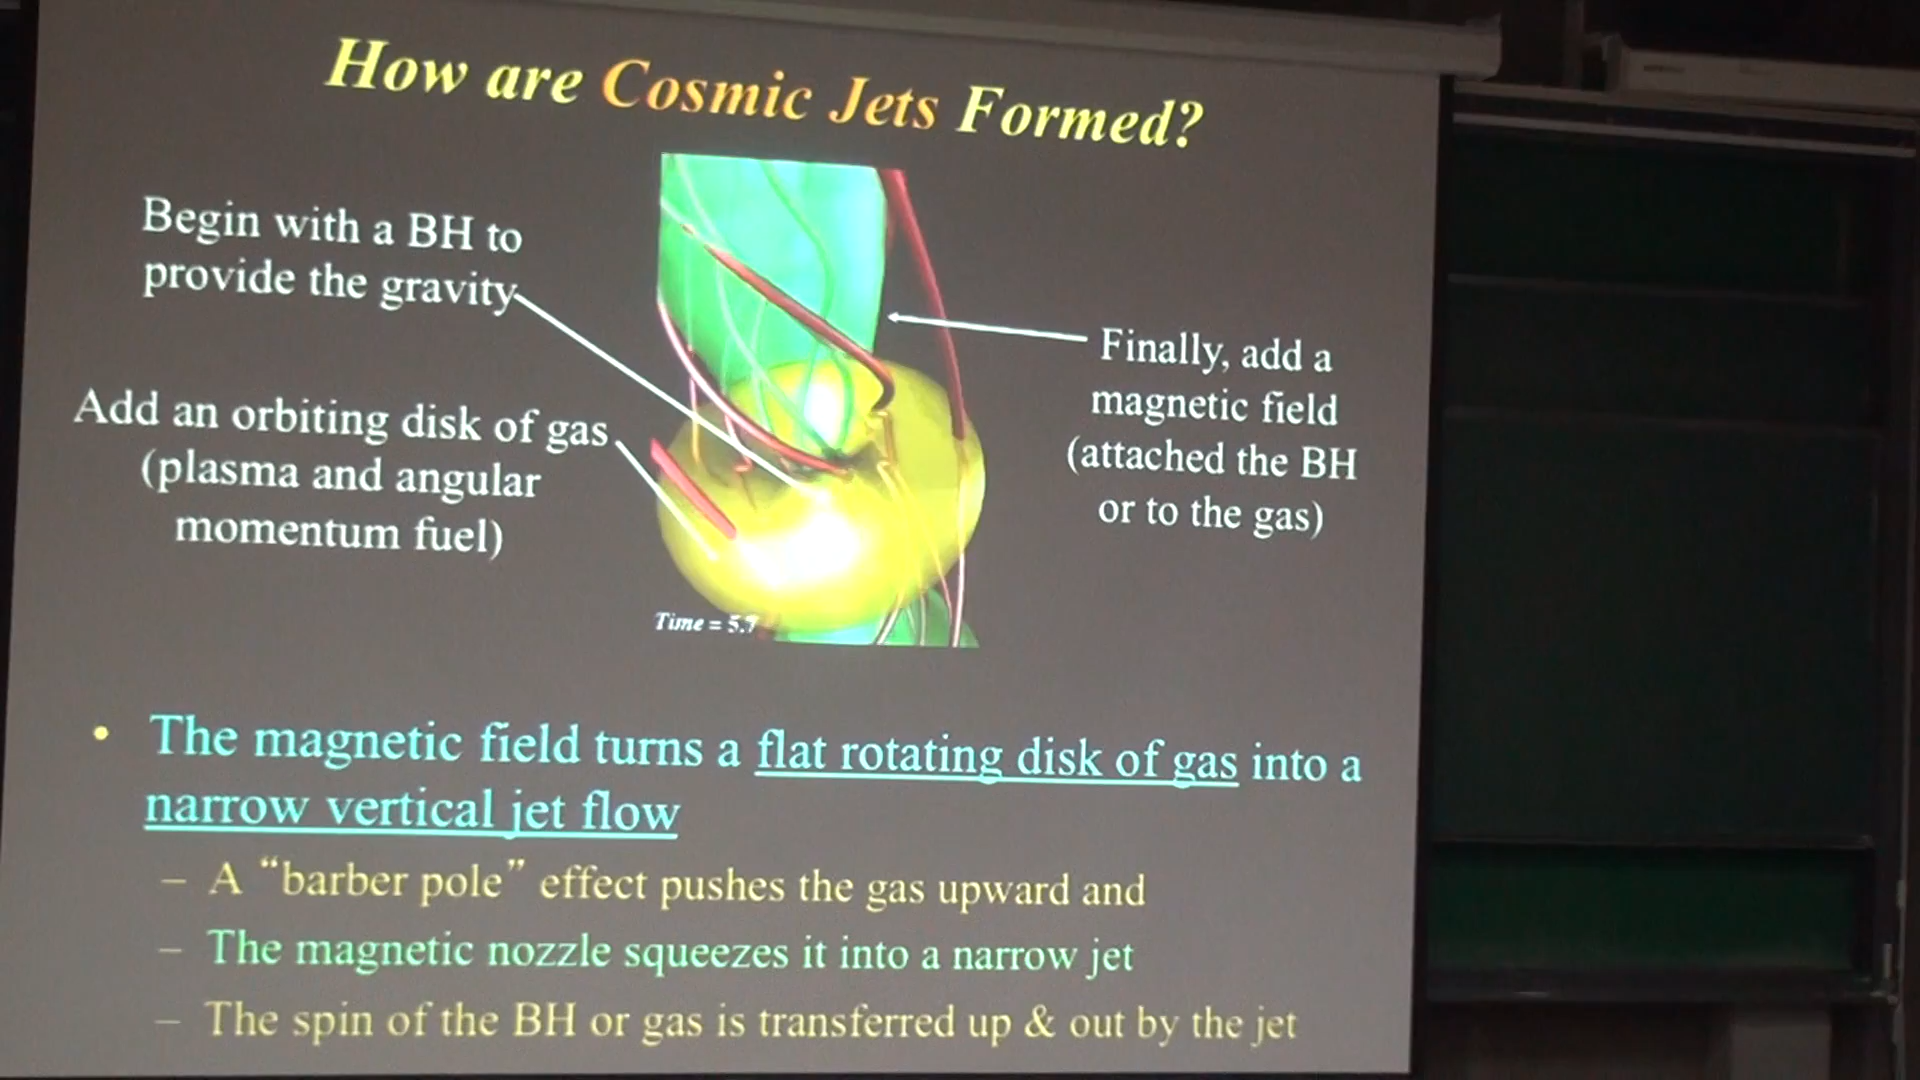 How are Cosmic Jets Formed?
Begin with a BH to
provide the gravity
Add an orbiting disk of gas
(plasma and angular
momentum fuel)
Finally, add a
magnetic field
(attached the BH
or to the gas)
Time = 5.7
• The magnetic field turns a flat rotating disk of gas into a
narrow vertical jet flow
– A “barber pole” effect pushes the gas upward and
– The magnetic nozzle squeezes it into a narrow jet
– The spin of the BH or gas is transferred up & out by the jet